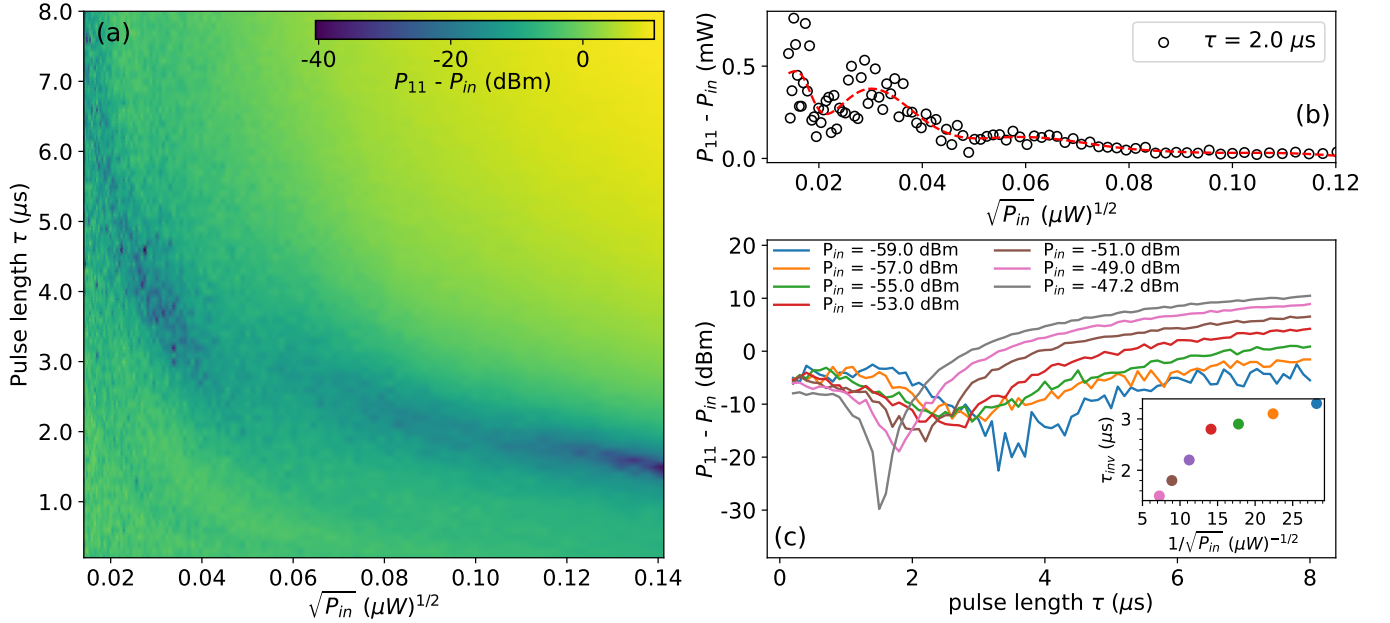 (a)
-40 -20 0
P₁₁ - Pᵢₙ (dBm)
8.0
7.0
6.0
5.0
4.0
3.0
2.0
1.0
Pulse length τ (μs)
0.02 0.04 0.06 0.08 0.10 0.12 0.14
√Pᵢₙ (μW)^1/2
τ = 2.0 μs
(b)
0.5
0.0
P₁₁ - Pᵢₙ (mW)
0.02 0.04 0.06 0.08 0.10 0.12
√Pᵢₙ (μW)^1/2
Pᵢₙ = -59.0 dBm
Pᵢₙ = -57.0 dBm
Pᵢₙ = -55.0 dBm
Pᵢₙ = -53.0 dBm
Pᵢₙ = -51.0 dBm
Pᵢₙ = -49.0 dBm
Pᵢₙ = -47.2 dBm
20
10
0
-10
-20
-30
P₁₁ - Pᵢₙ (dBm)
(c)
3
2
τᵢₙᵥ (μs)
5 10 15 20 25
1/√Pᵢₙ (μW)^−1/2
0 2 4 6 8
pulse length τ (μs)